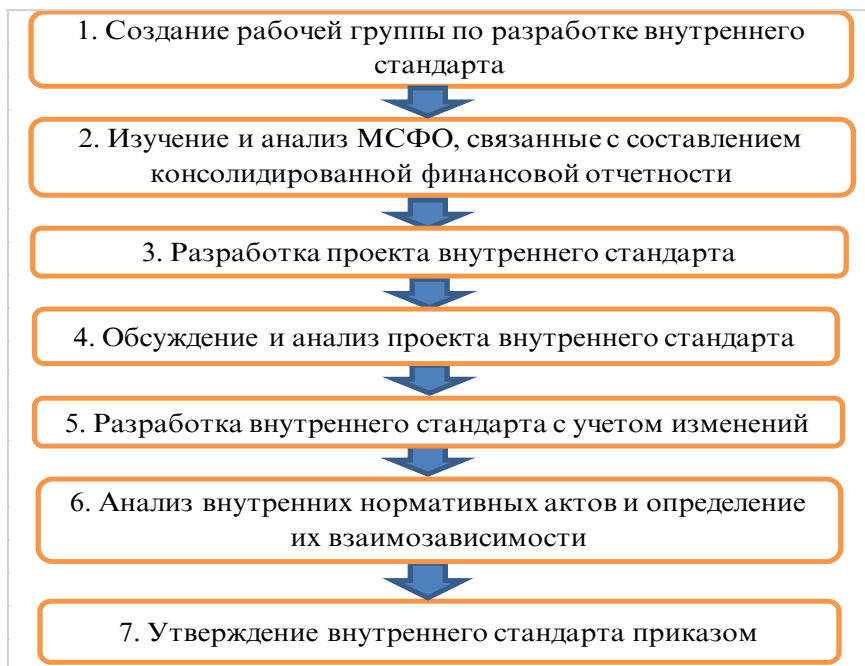 1. Создание рабочей группы по разработке внутреннего
стандарта
2. Изучение и анализ МСФО, связанные с составлением
консолидированной финансовой отчетности
3. Разработка проекта внутреннего стандарта
4. Обсуждение и анализ проекта внутреннего стандарта
5. Разработка внутреннего стандарта с учетом изменений
6. Анализ внутренних нормативных актов и определение
их взаимозависимости
7. Утверждение внутреннего стандарта приказом